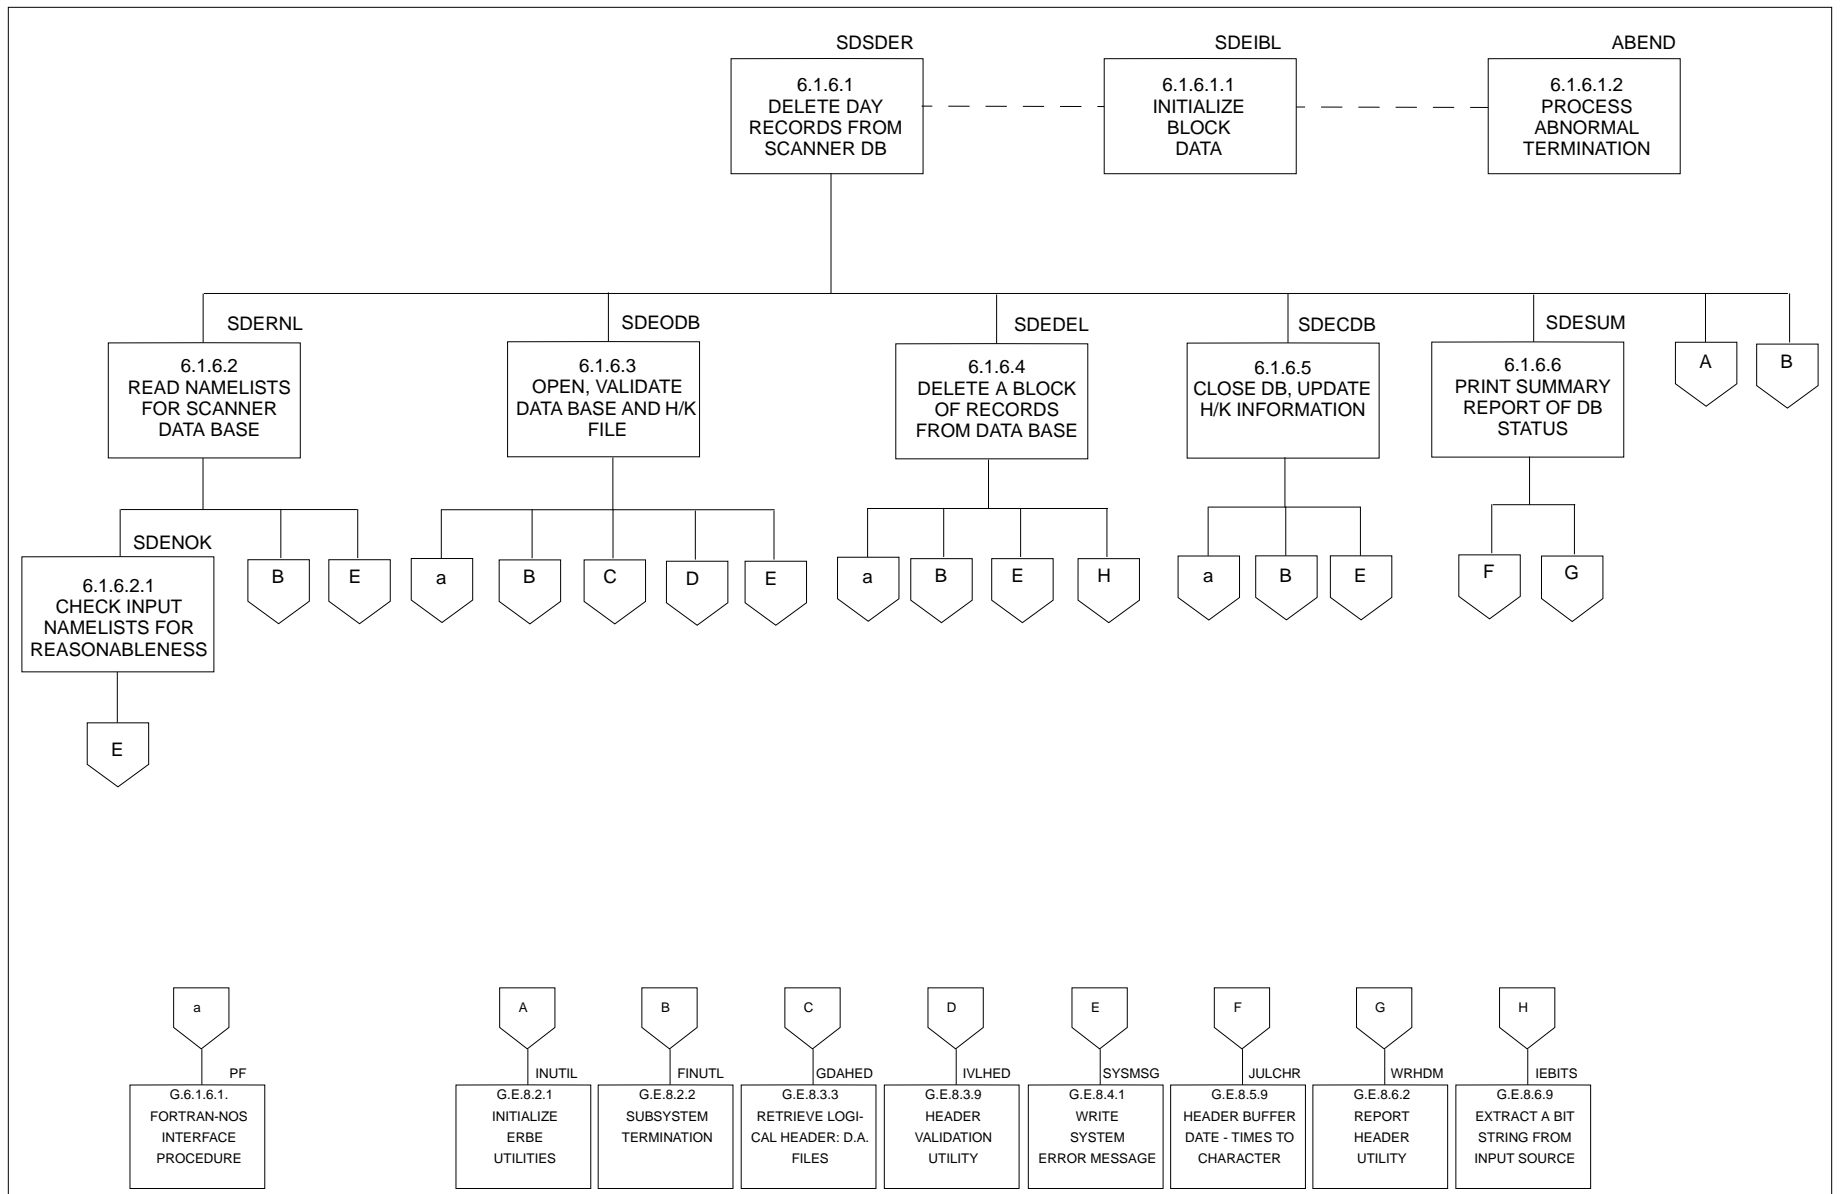 SDSDER
6.1.6.1
DELETE DAY
RECORDS FROM
SCANNER DB
SDEIBL
6.1.6.1.1
INITIALIZE
BLOCK
DATA
ABEND
6.1.6.1.2
PROCESS
ABNORMAL
TERMINATION
SDERNL
6.1.6.2
READ NAMELISTS
FOR SCANNER
DATA BASE
SDEODB
6.1.6.3
OPEN, VALIDATE
DATA BASE AND H/K
FILE
SDEDEL
6.1.6.4
DELETE A BLOCK
OF RECORDS
FROM DATA BASE
SDECDB
6.1.6.5
CLOSE DB, UPDATE
H/K INFORMATION
SDESUM
6.1.6.6
PRINT SUMMARY
REPORT OF DB
STATUS
A
B
SDENOK
6.1.6.2.1
CHECK INPUT
NAMELISTS FOR
REASONABLENESS
B
E
a
B
C
D
E
a
B
E
H
a
B
E
F
G
E
a
PF
G.6.1.6.1.
FORTRAN-NOS
INTERFACE
PROCEDURE
A
INUTIL
G.E.8.2.1
INITIALIZE
ERBE
UTILITIES
B
FINUTL
G.E.8.2.2
SUBSYSTEM
TERMINATION
C
GDAHED
G.E.8.3.3
RETRIEVE LOGI-
CAL HEADER: D.A.
FILES
D
IVLHED
G.E.8.3.9
HEADER
VALIDATION
UTILITY
E
SYSMSG
G.E.8.4.1
WRITE
SYSTEM
ERROR MESSAGE
F
JULCHR
G.E.8.5.9
HEADER BUFFER
DATE - TIMES TO
CHARACTER
G
WRHDM
G.E.8.6.2
REPORT
HEADER
UTILITY
H
IEBITS
G.E.8.6.9
EXTRACT A BIT
STRING FROM
INPUT SOURCE